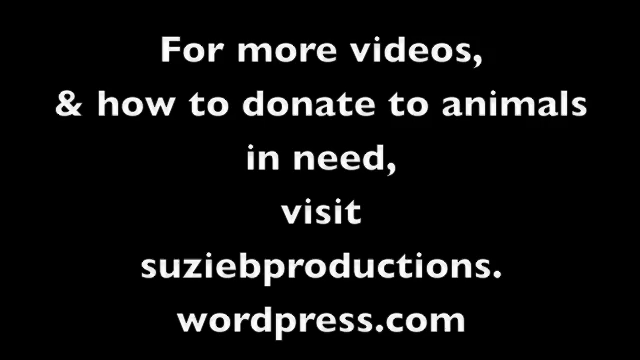 For more videos,
& how to donate to animals
in need,
visit
suziebproductions.
wordpress.com